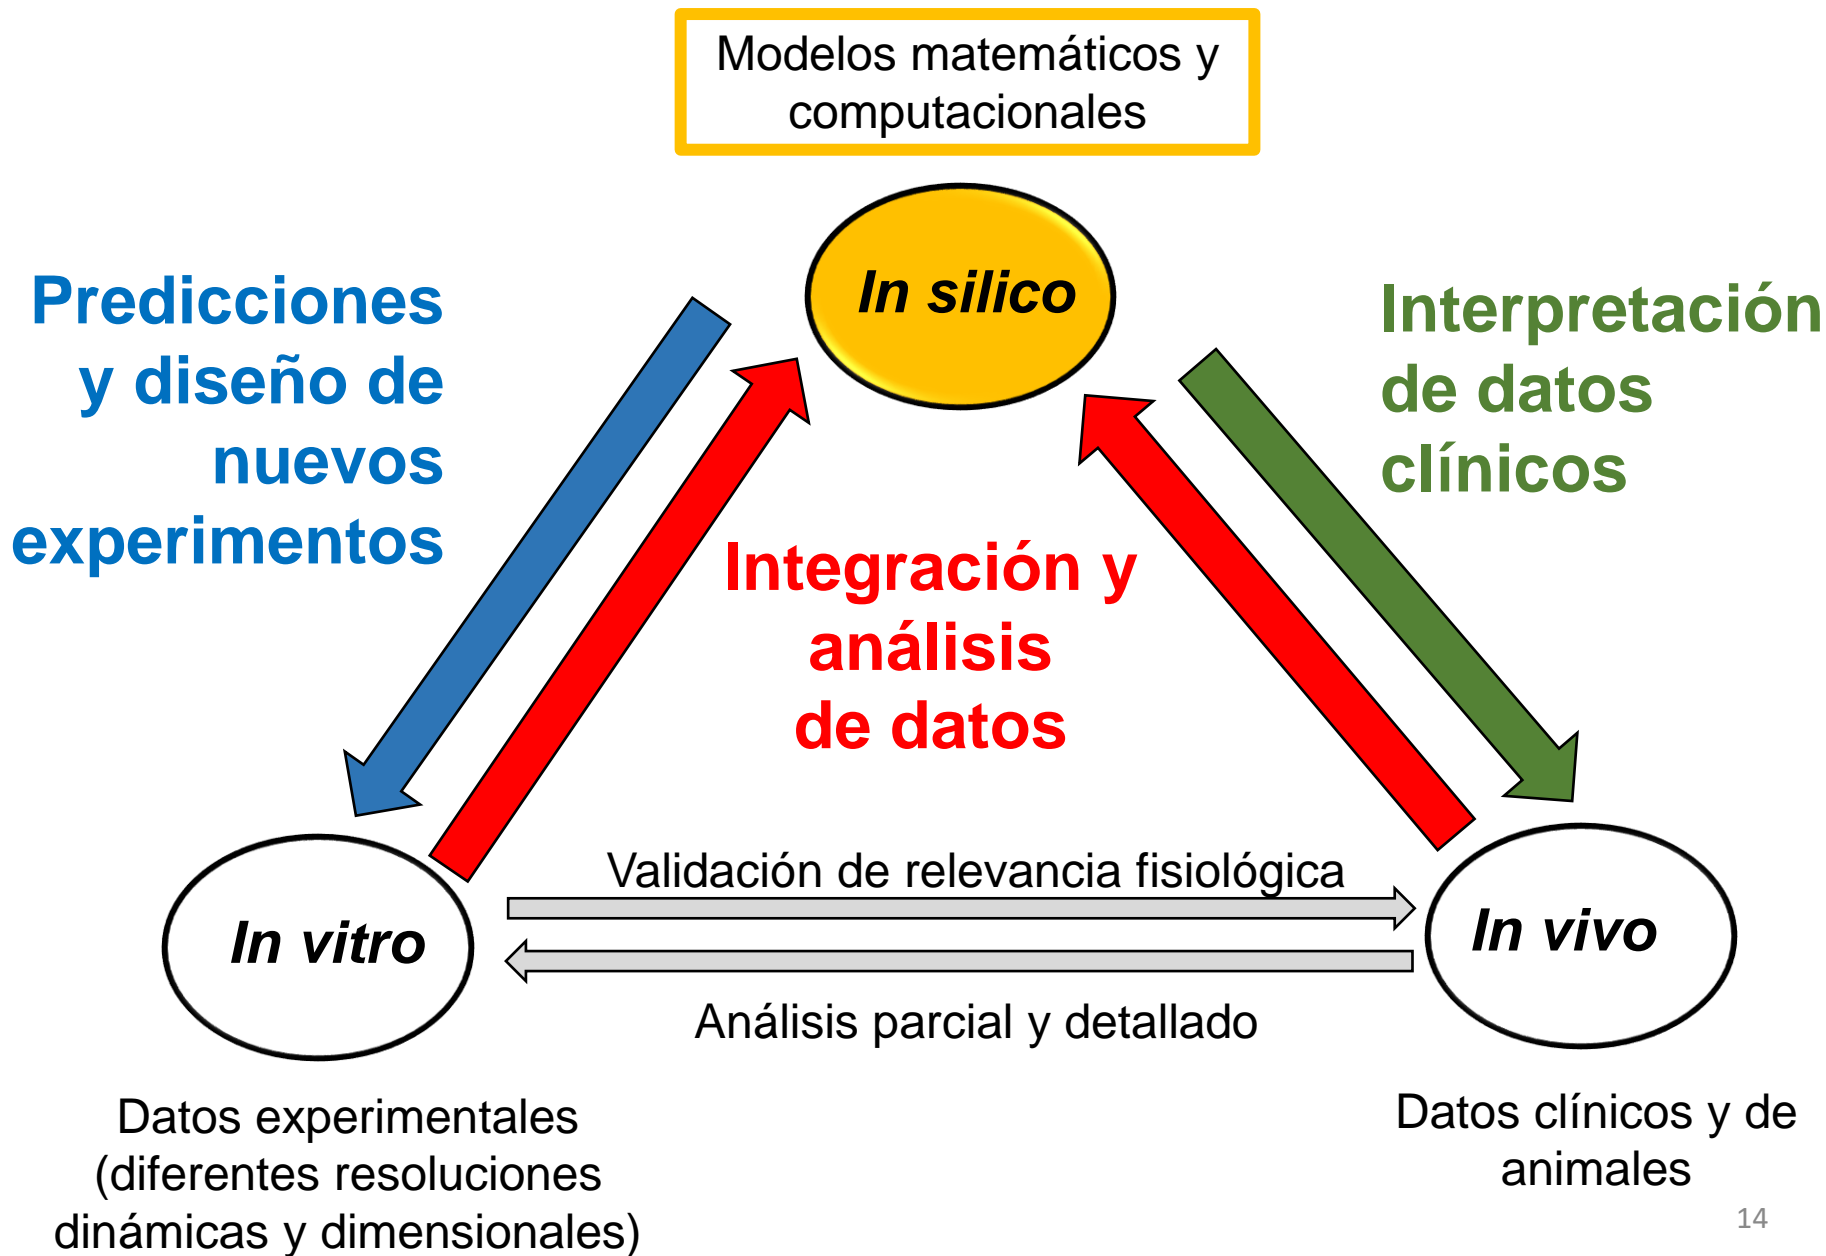 Modelos matemáticos y
computacionales
In silico
Predicciones
y diseño de
nuevos
experimentos
Interpretación
de datos
clínicos
Integración y
análisis
de datos
Validación de relevancia fisiológica
In vitro
In vivo
Análisis parcial y detallado
Datos experimentales
(diferentes resoluciones
dinámicas y dimensionales)
Datos clínicos y de
animales
14